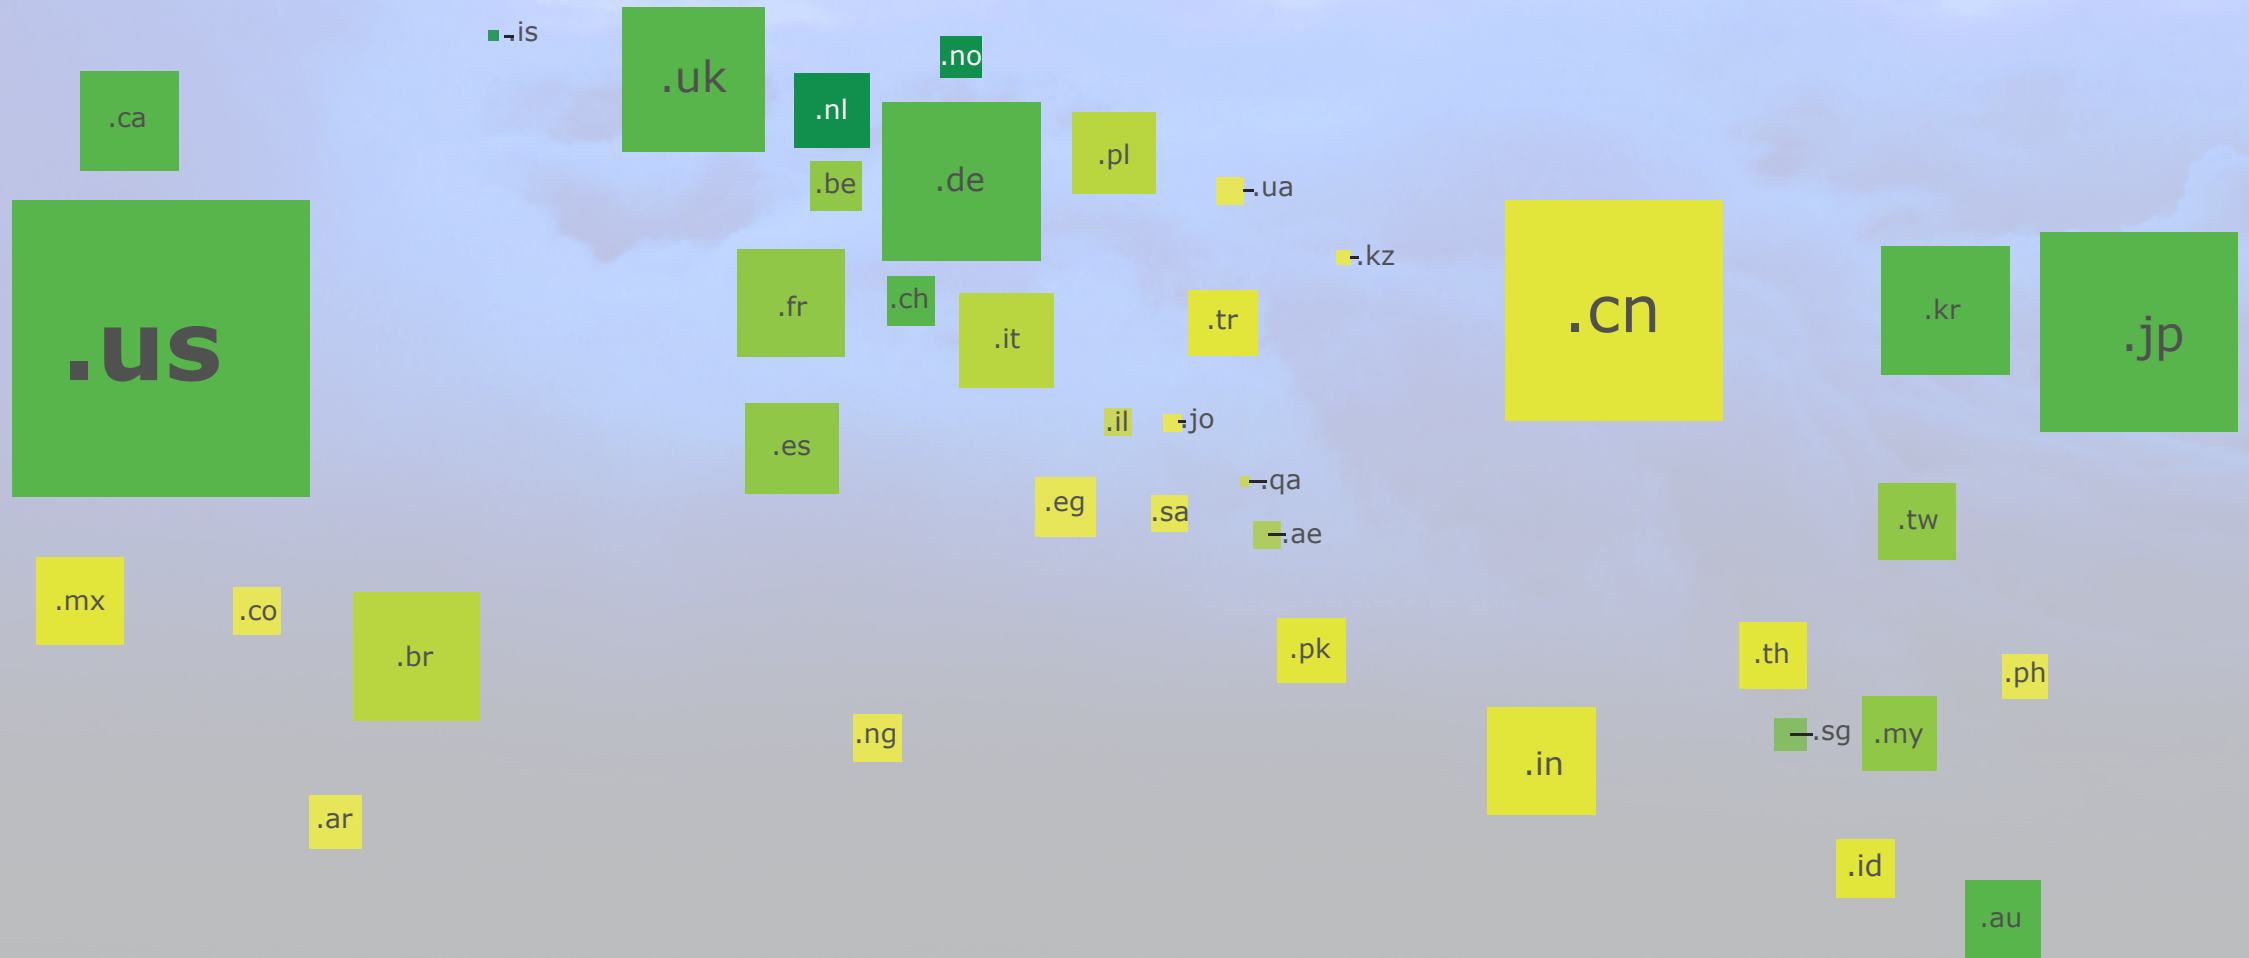 .is
.uk
.no
.ca
.nl
.pl
.be
.de
.ua
.kz
.us
.fr
.ch
.it
.tr
.cn
.kr
.jp
.es
.il
.jo
.qa
.eg
.sa
.ae
.tw
.mx
.co
.br
.pk
.th
.ph
.ng
.in
.sg
.my
.ar
.id
.au